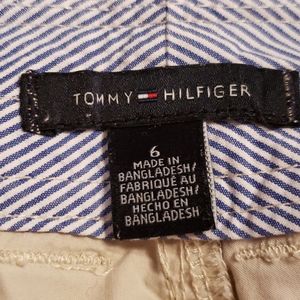 TOMMY HILFIGER
6
MADE IN
BANGLADESH/
FABRIQUÉ AU
BANGLADESH/
HECHO EN
BANGLADESH